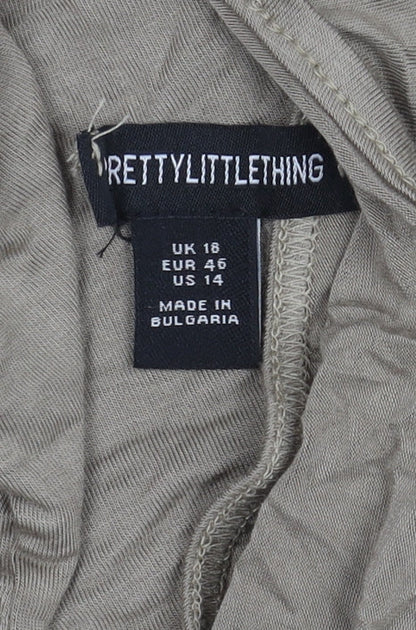 PRETTYLITTLETHING
UK 18
EUR 46
US 14
MADE IN
BULGARIA